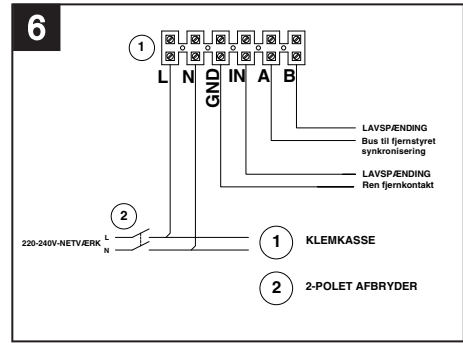 6
1
L N GND IN A B
LAVSPÆNDING
Bus til fjernstyret
synkronisering
LAVSPÆNDING
Ren fjernkontakt
2
220-240V-NETVÆRK L
N
1 KLEMKASSE
2 2-POLET AFBRYDER